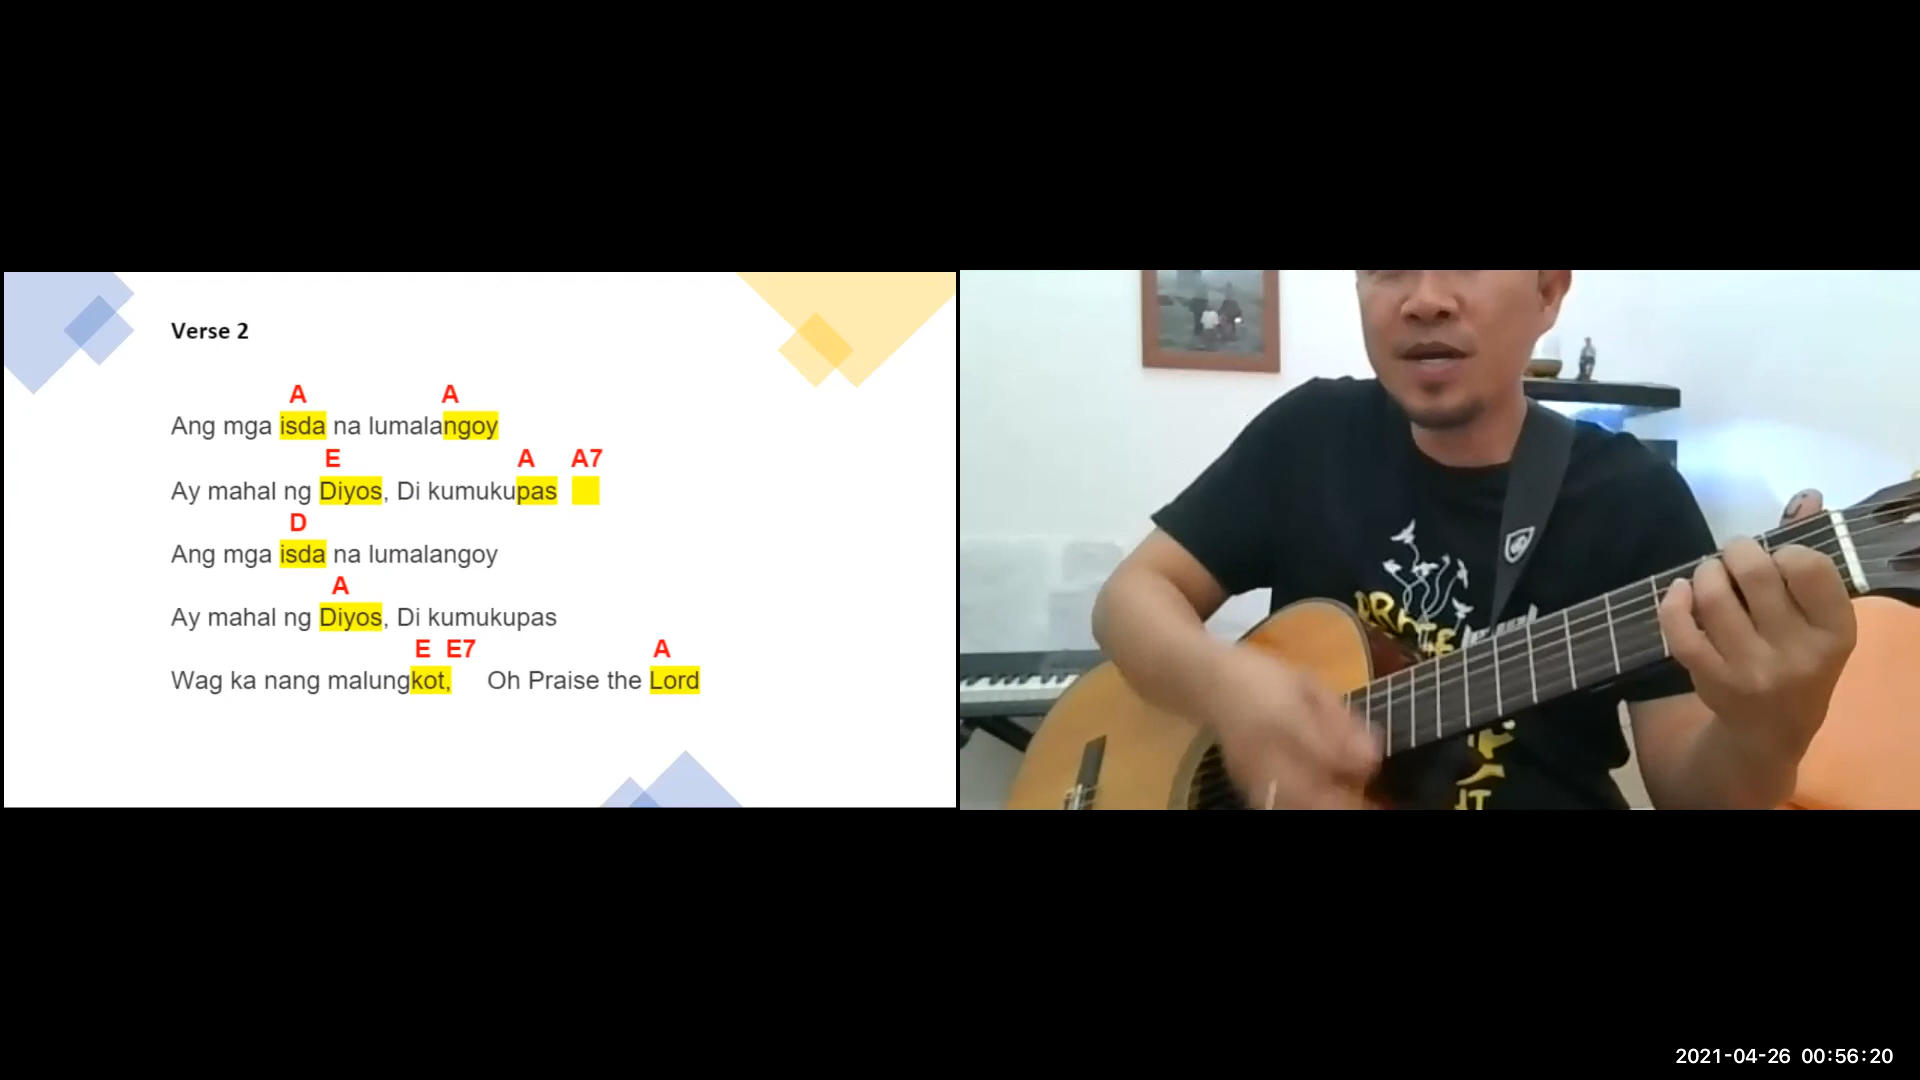 Verse 2
A A
Ang mga isda na lumalangoy
E A A7
Ay mahal ng Diyos, Di kumukupas
D
Ang mga isda na lumalangoy
A
Ay mahal ng Diyos, Di kumukupas
E E7 A
Wag ka nang malungkot, Oh Praise the Lord
2021-04-26 00:56:20